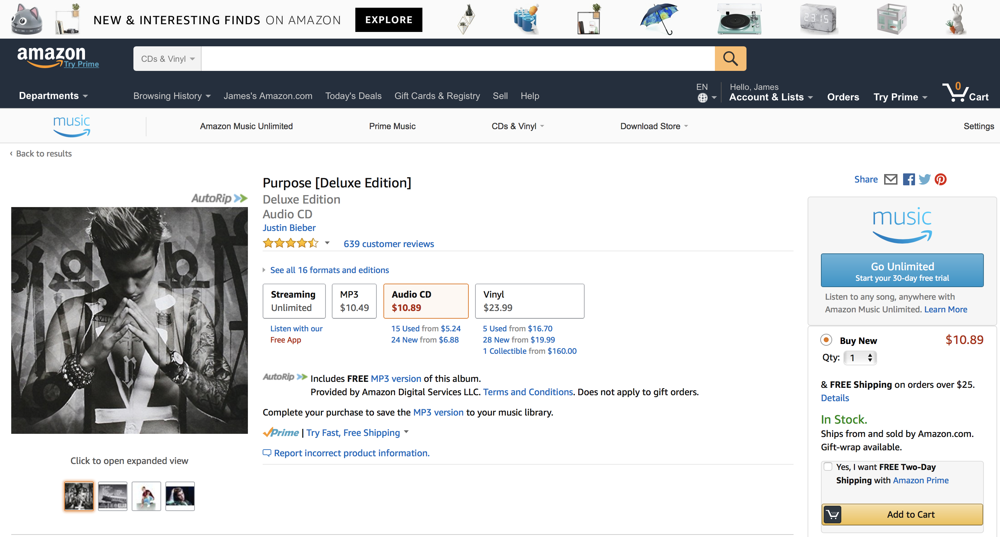 NEW & INTERESTING FINDS ON AMAZON
EXPLORE
23:15
amazon
Try Prime
CDs & Vinyl
Departments
Browsing History
James's Amazon.com
Today's Deals
Gift Cards & Registry
Sell
Help
EN
Hello, James
Account & Lists
Orders
Try Prime
0
Cart
music
Amazon Music Unlimited
Prime Music
CDs & Vinyl
Download Store
Settings
‹ Back to results
AutoRip
Purpose [Deluxe Edition]
Deluxe Edition
Audio CD
Justin Bieber
639 customer reviews
See all 16 formats and editions
Streaming
Unlimited
MP3
$10.49
Audio CD
$10.89
Vinyl
$23.99
Listen with our
Free App
15 Used from $5.24
24 New from $6.88
5 Used from $16.70
28 New from $19.99
1 Collectible from $160.00
AutoRip Includes FREE MP3 version of this album.
Provided by Amazon Digital Services LLC. Terms and Conditions. Does not apply to gift orders.
Complete your purchase to save the MP3 version to your music library.
Prime | Try Fast, Free Shipping
Report incorrect product information.
Click to open expanded view
Share
music
Go Unlimited
Start your 30-day free trial
Listen to any song, anywhere with
Amazon Music Unlimited. Learn More
Buy New
$10.89
Qty: 1
& FREE Shipping on orders over $25.
Details
In Stock.
Ships from and sold by Amazon.com.
Gift-wrap available.
Yes, I want FREE Two-Day
Shipping with Amazon Prime
Add to Cart